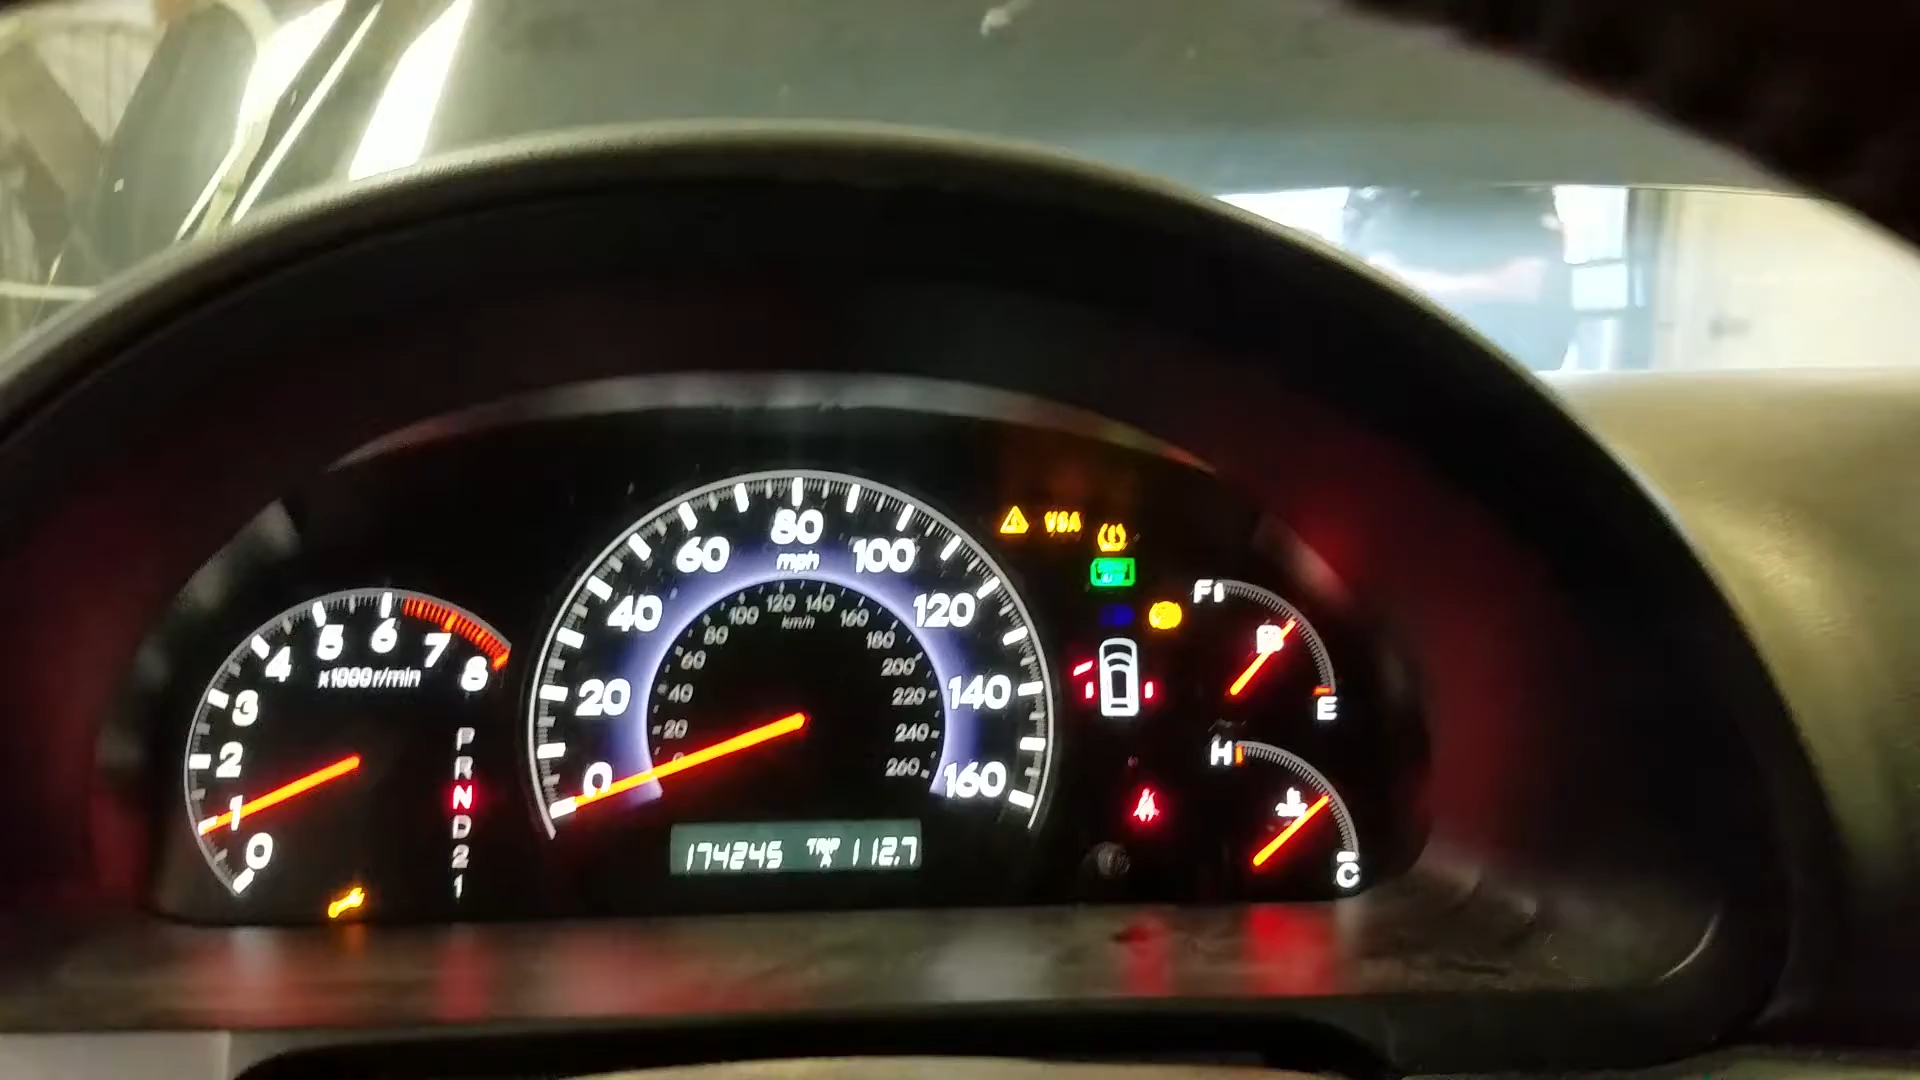 80
60 100
mph
40 120
120 140
100 160
km/h
80 180
60 200
20 40 220 140
20 240
0 0 260 160
5 6 7
4 8
x1000r/min
3
2
1
0
P
R
N
D
2
1
VSA
F
E
H
C
174245 TRIP A 112.7